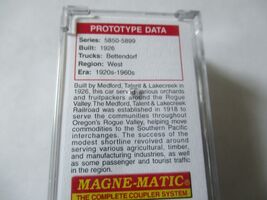 PROTOTYPE DATA
Series: 5850-5899
Built: 1926
Trucks: Bettendorf
Region: West
Era: 1920s-1960s
Built by Medford, Talent & Lakecreek in
1926, this car served various orchards
and fruitpackers around the Rogue
Valley. The Medford, Talent & Lakecreek
Railroad was established in 1918 to
serve the communities throughout
Oregon's Rogue Valley, helping move
commodities to the Southern Pacific
interchanges. The success of the
modest shortline revolved around
serving various agricultural, timber,
and manufacturing industries, as well
as some passenger and tourist traffic
in the region.
MAGNE-MATIC
THE COMPLETE COUPLER SYSTEM